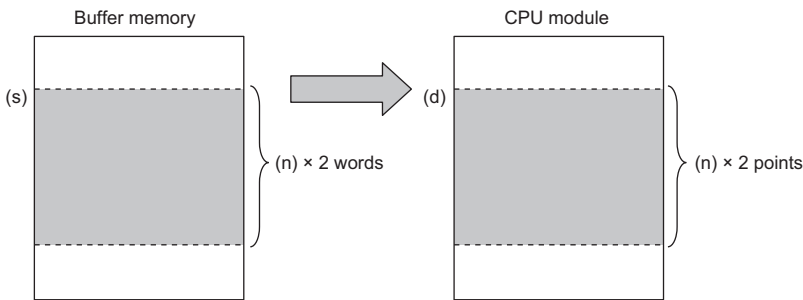 Buffer memory
CPU module
(s)
(d)
(n) × 2 words
(n) × 2 points